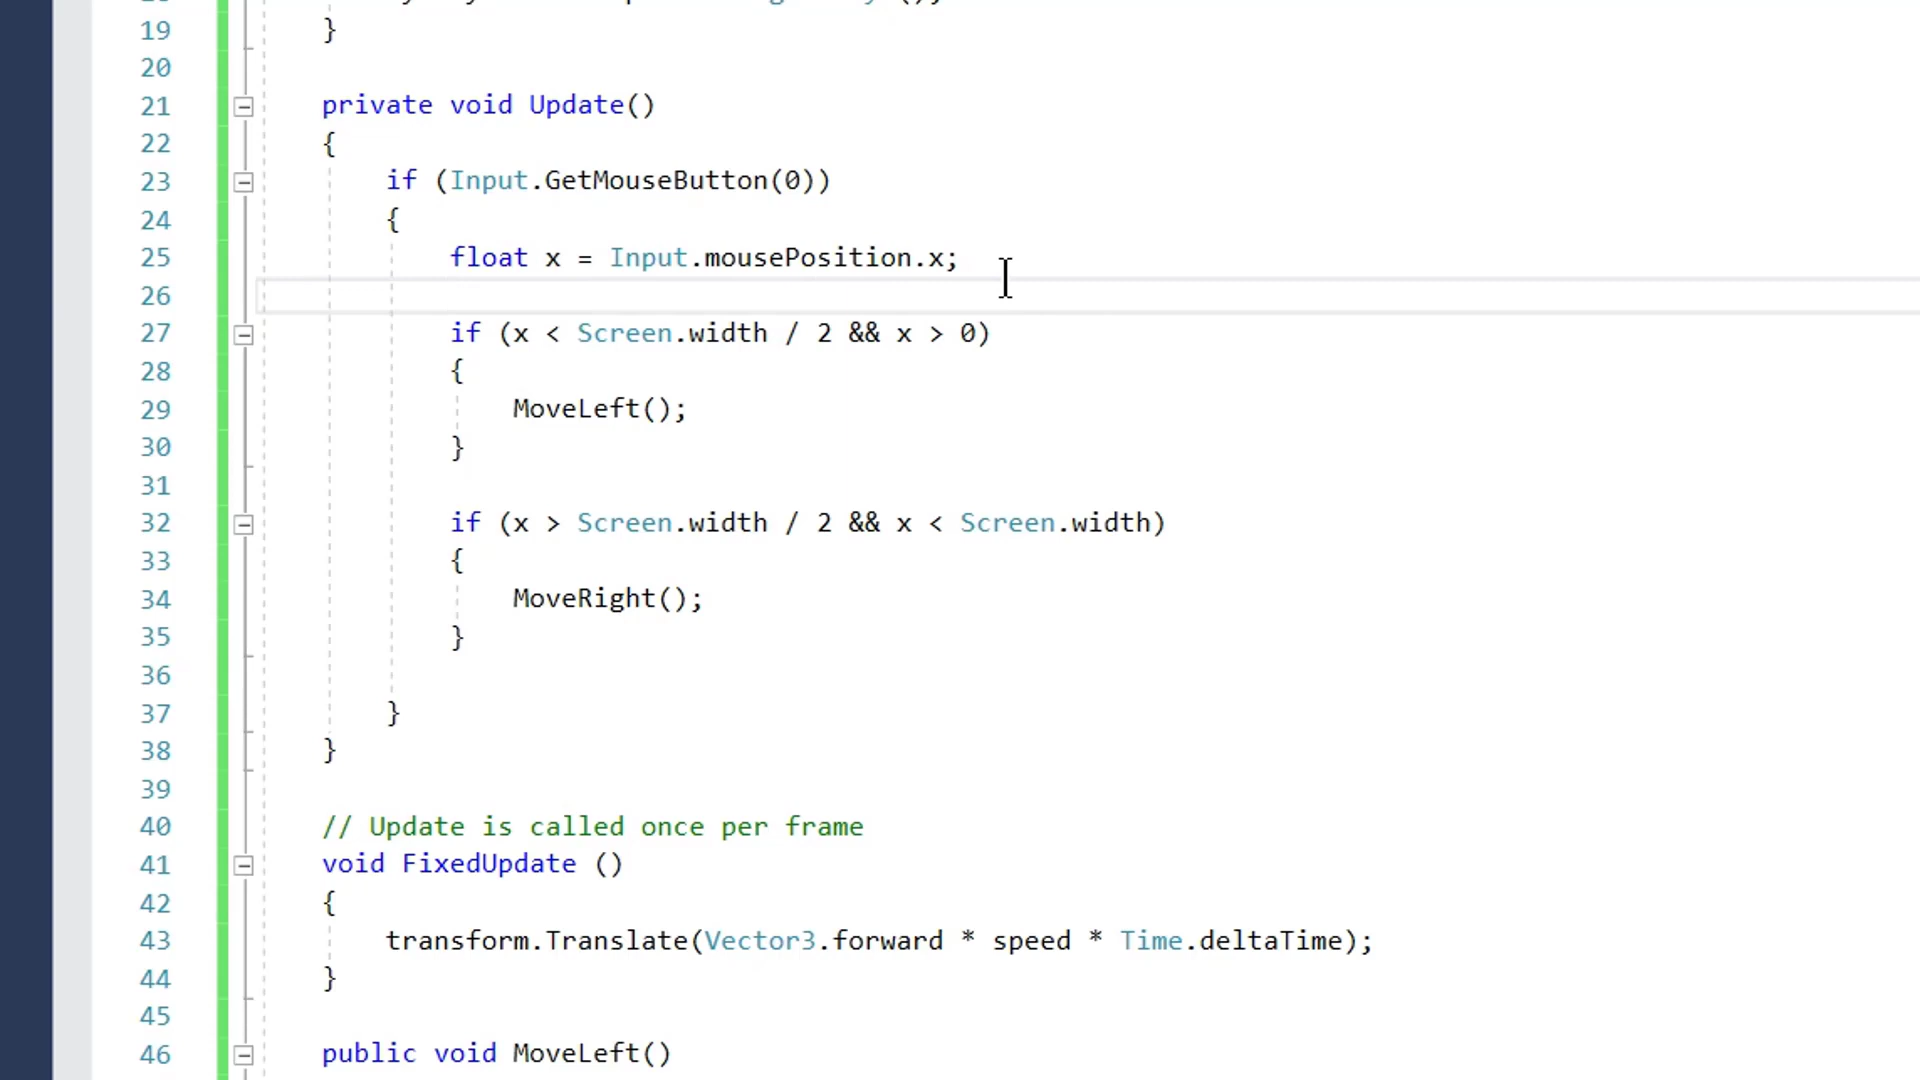 19 }
20
21 private void Update()
22 {
23 if (Input.GetMouseButton(0))
24 {
25 float x = Input.mousePosition.x;
26
27 if (x < Screen.width / 2 && x > 0)
28 {
29 MoveLeft();
30 }
31
32 if (x > Screen.width / 2 && x < Screen.width)
33 {
34 MoveRight();
35 }
36
37 }
38 }
39
40 // Update is called once per frame
41 void FixedUpdate ()
42 {
43 transform.Translate(Vector3.forward * speed * Time.deltaTime);
44 }
45
46 public void MoveLeft()